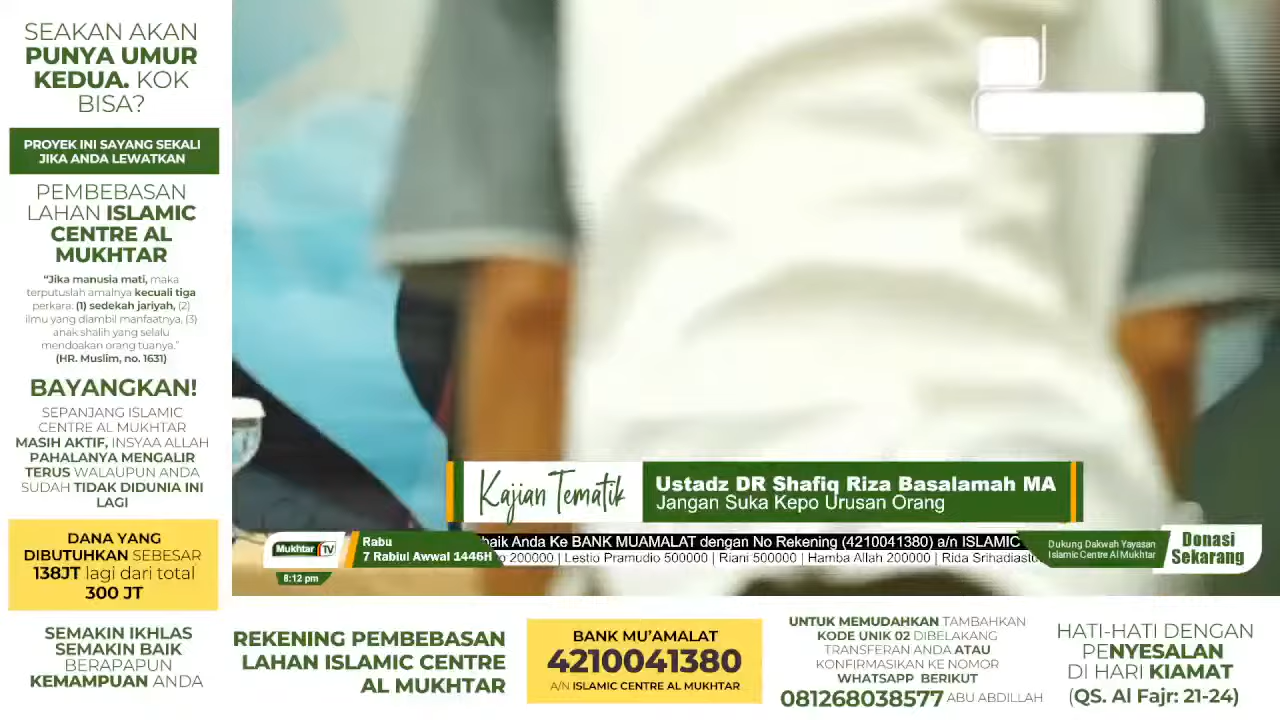 SEAKAN AKAN
PUNYA UMUR
KEDUA. KOK
BISA?
PROYEK INI SAYANG SEKALI
JIKA ANDA LEWATKAN
PEMBEBASAN
LAHAN ISLAMIC
CENTRE AL
MUKHTAR
“Jika manusia mati, maka
terputuslah amalnya kecuali tiga
perkara: (1) sedekah jariyah, (2)
ilmu yang diambil manfaatnya, (3)
anak shalih yang selalu
mendoakan orang tuanya.”
(HR. Muslim, no. 1631)
BAYANGKAN!
SEPANJANG ISLAMIC
CENTRE AL MUKHTAR
MASIH AKTIF, INSYAA ALLAH
PAHALANYA MENGALIR
TERUS WALAUPUN ANDA
SUDAH TIDAK DIDUNIA INI
LAGI
DANA YANG
DIBUTUHKAN SEBESAR
138JT lagi dari total
300 JT
SEMAKIN IKHLAS
SEMAKIN BAIK
BERAPAPUN
KEMAMPUAN ANDA
Kajian Tematik
Ustadz DR Shafiq Riza Basalamah MA
Jangan Suka Kepo Urusan Orang
Mukhtar TV
Rabu
7 Rabiul Awwal 1446H
8:12 pm
baik Anda Ke BANK MUAMALAT dengan No Rekening (4210041380) a/n ISLAMIC
200000 | Lestio Pramudio 500000 | Riani 500000 | Hamba Allah 200000 | Rida
Dukung Dakwah Yayasan
Islamic Centre Al Mukhtar
Donasi
Sekarang
REKENING PEMBEBASAN
LAHAN ISLAMIC CENTRE
AL MUKHTAR
BANK MU’AMALAT
4210041380
A/N ISLAMIC CENTRE AL MUKHTAR
UNTUK MEMUDAHKAN TAMBAHKAN
KODE UNIK 02 DIBELAKANG
TRANSFERAN ANDA ATAU
KONFIRMASIKAN KE NOMOR
WHATSAPP BERIKUT
081268038577 ABU ABDILLAH
HATI-HATI DENGAN
PENYESALAN
DI HARI KIAMAT
(QS. Al Fajr: 21-24)